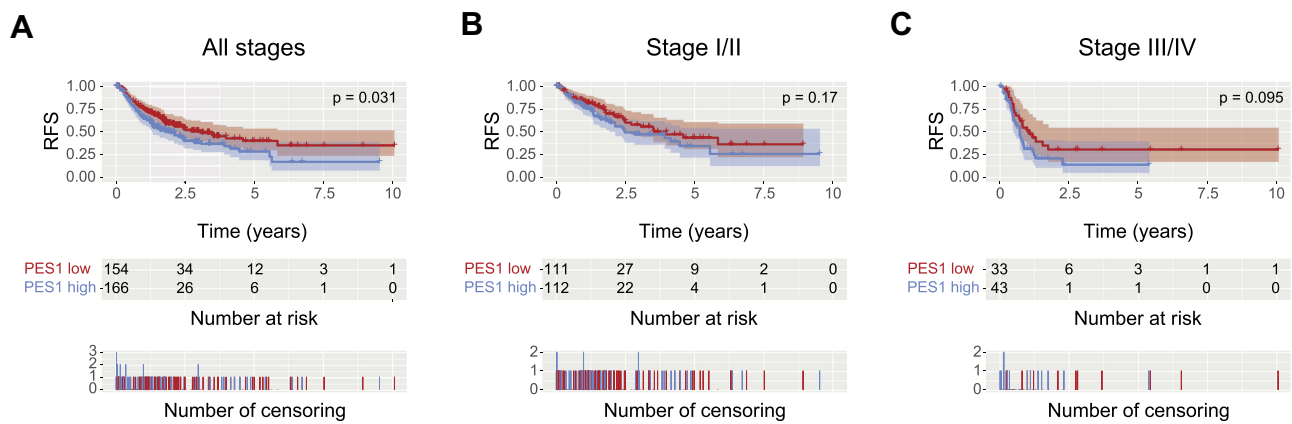 A
All stages
1.00
0.75
0.50
0.25
0.00
RFS
p = 0.031
0 2.5 5 7.5 10
Time (years)
PES1 low 154 34 12 3 1
PES1 high 166 26 6 1 0
Number at risk
3
2
1
0
Number of censoring
B
Stage I/II
1.00
0.75
0.50
0.25
0.00
RFS
p = 0.17
0 2.5 5 7.5 10
Time (years)
PES1 low 111 27 9 2 0
PES1 high 112 22 4 1 0
Number at risk
2
1
0
Number of censoring
C
Stage III/IV
1.00
0.75
0.50
0.25
0.00
RFS
p = 0.095
0 2.5 5 7.5 10
Time (years)
PES1 low 33 6 3 1 1
PES1 high 43 1 1 0 0
Number at risk
2
1
0
Number of censoring